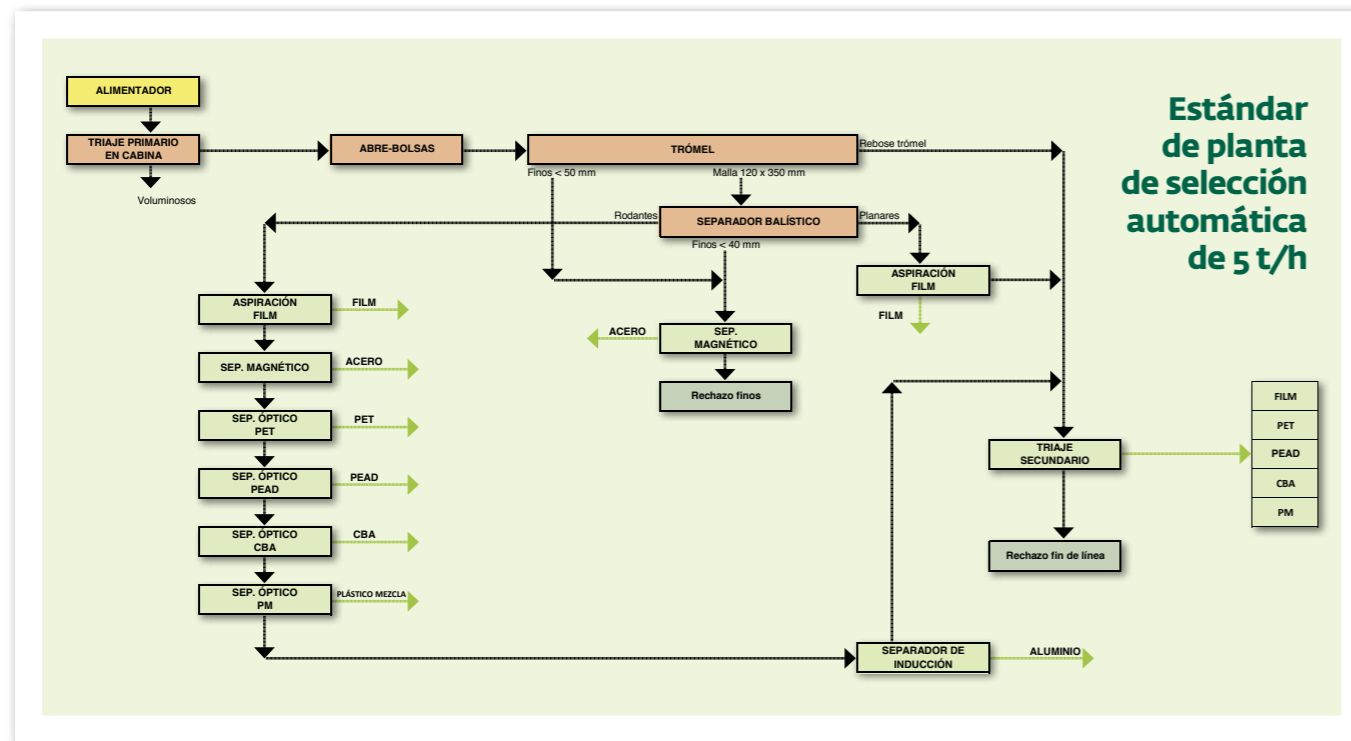 Estándar
de planta
de selección
automática
de 5 t/h
ALIMENTADOR
TRIAJE PRIMARIO
EN CABINA
Voluminosos
ABRE-BOLSAS
TRÓMEL
Rebose trómel
Finos < 50 mm
Malla 120 x 350 mm
Rodantes
SEPARADOR BALÍSTICO
Planares
Finos < 40 mm
ASPIRACIÓN
FILM
FILM
ASPIRACIÓN
FILM
FILM
ACERO
SEP.
MAGNÉTICO
Rechazo finos
SEP. MAGNÉTICO
ACERO
SEP. ÓPTICO
PET
PET
SEP. ÓPTICO
PEAD
PEAD
SEP. ÓPTICO
CBA
CBA
SEP. ÓPTICO
PM
PLÁSTICO MEZCLA
SEPARADOR DE
INDUCCIÓN
ALUMINIO
TRIAJE
SECUNDARIO
Rechazo fin de línea
FILM
PET
PEAD
CBA
PM